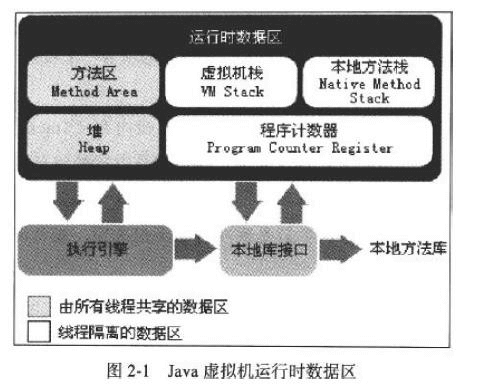 运行时数据区
方法区
Method Area
虚拟机栈
VM Stack
本地方法栈
Native Method
Stack
堆
Heap
程序计数器
Program Counter Register
执行引擎
本地库接口
本地方法库
由所有线程共享的数据区
线程隔离的数据区
图 2-1 Java 虚拟机运行时数据区